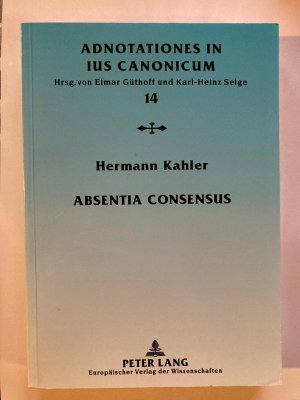 ADNOTATIONES IN
IUS CANONICUM
Hrsg. von Elmar Güthoff und Karl-Heinz Selge
14
Hermann Kahler
ABSENTIA CONSENSUS
PETER LANG
Europäischer Verlag der Wissenschaften